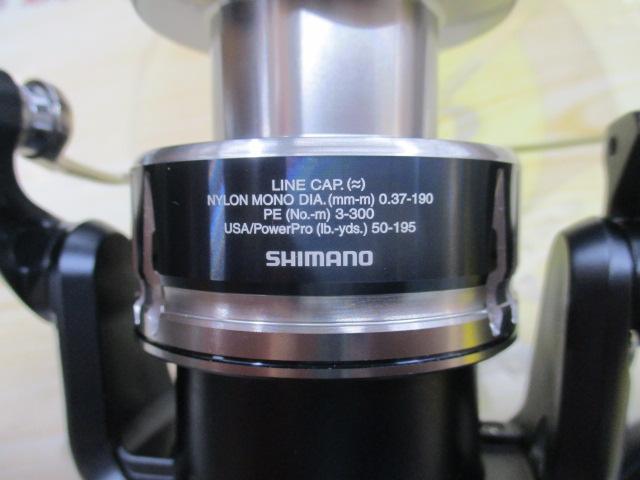 LINE CAP.(≈)
NYLON MONO DIA.(mm-m) 0.37-190
PE (No.-m) 3-300
USA/PowerPro (lb.-yds.) 50-195
SHIMANO